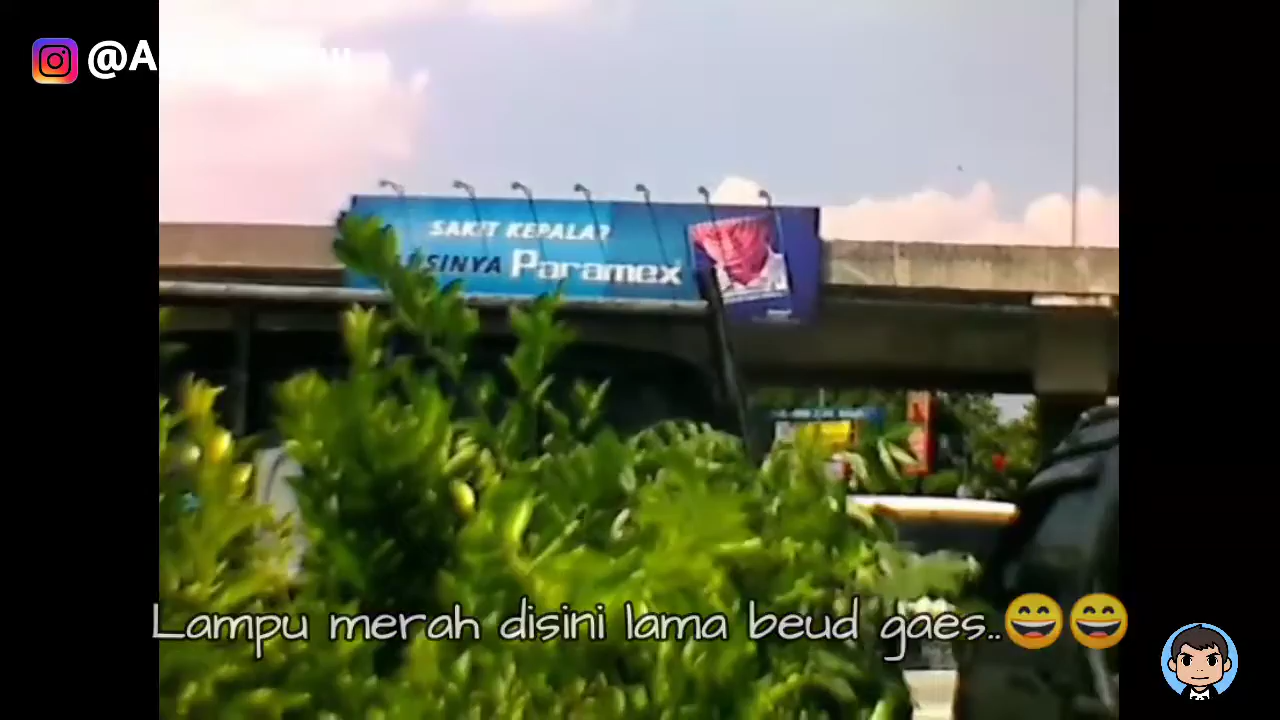 SAKIT KEPALA?
SINYA Paramex
Lampu merah disini lama beud gaes..😄😄